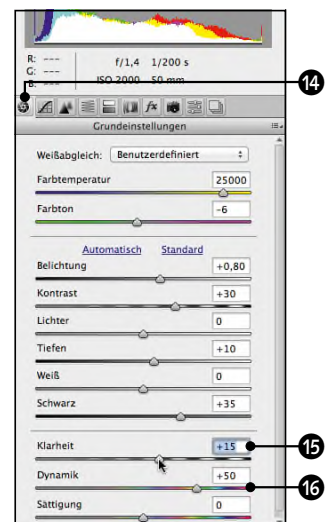 R: ---
G: ---
B: ---
f/1,4 1/200 s
ISO 2000 50 mm
14
fx
Grundeinstellungen
Weißabgleich: Benutzerdefiniert
Farbtemperatur 25000
Farbton -6
Automatisch Standard
Belichtung +0,80
Kontrast +30
Lichter 0
Tiefen +10
Weiß 0
Schwarz +35
Klarheit +15 15
Dynamik +50
16
Sättigung 0